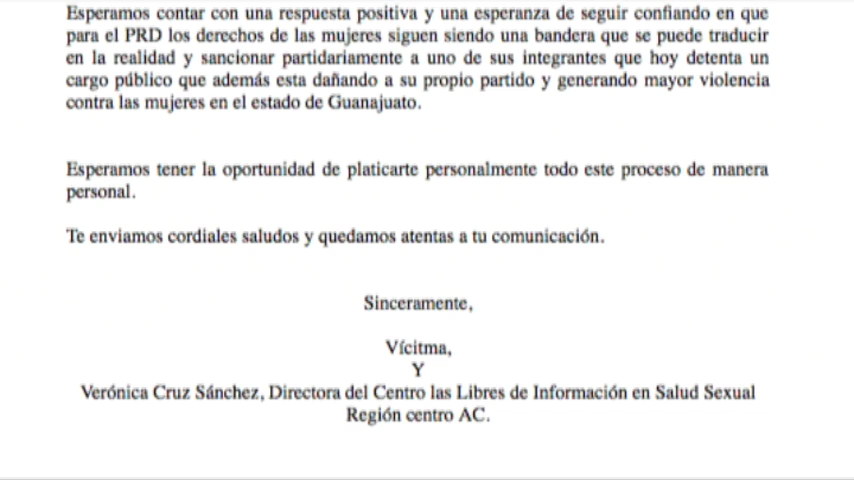 Esperamos contar con una respuesta positiva y una esperanza de seguir confiando en que
para el PRD los derechos de las mujeres siguen siendo una bandera que se puede traducir
en la realidad y sancionar partidariamente a uno de sus integrantes que hoy detenta un
cargo público que además esta dañando a su propio partido y generando mayor violencia
contra las mujeres en el estado de Guanajuato.
Esperamos tener la oportunidad de platicarte personalmente todo este proceso de manera
personal.
Te enviamos cordiales saludos y quedamos atentas a tu comunicación.
Sinceramente,
Vícitma,
Y
Verónica Cruz Sánchez, Directora del Centro las Libres de Información en Salud Sexual
Región centro AC.